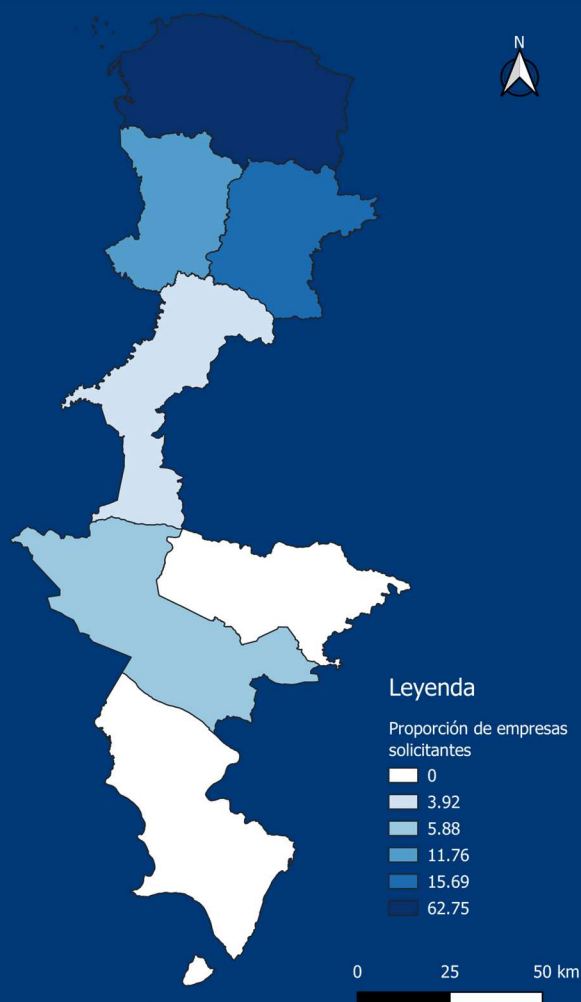 N
Leyenda
Proporción de empresas
solicitantes
0
3.92
5.88
11.76
15.69
62.75
0 25 50 km